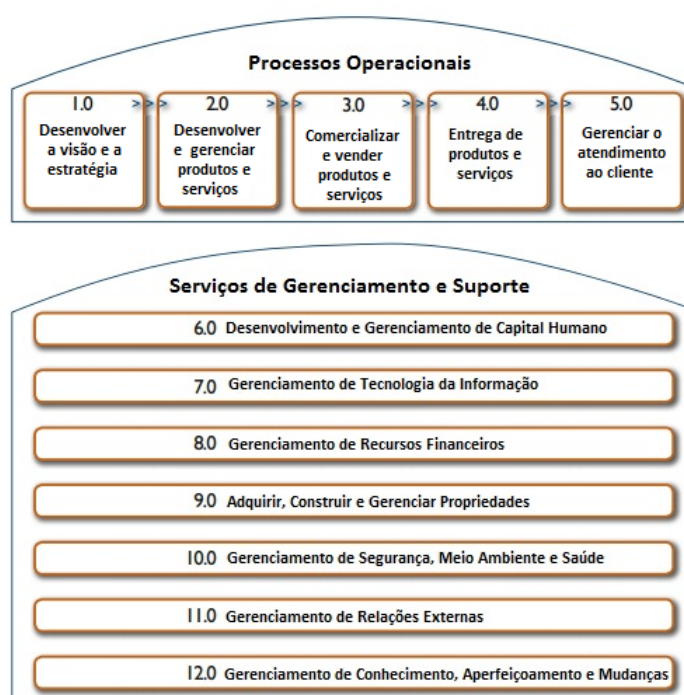 Processos Operacionais
1.0 >>> 2.0 >>> 3.0 >>> 4.0 >>> 5.0
Desenvolver
a visão e a
estratégia
Desenvolver
e gerenciar
produtos e
serviços
Comercializar
e vender
produtos e
serviços
Entrega de
produtos e
serviços
Gerenciar o
atendimento
ao cliente
Serviços de Gerenciamento e Suporte
6.0 Desenvolvimento e Gerenciamento de Capital Humano
7.0 Gerenciamento de Tecnologia da Informação
8.0 Gerenciamento de Recursos Financeiros
9.0 Adquirir, Construir e Gerenciar Propriedades
10.0 Gerenciamento de Segurança, Meio Ambiente e Saúde
11.0 Gerenciamento de Relações Externas
12.0 Gerenciamento de Conhecimento, Aperfeiçoamento e Mudanças